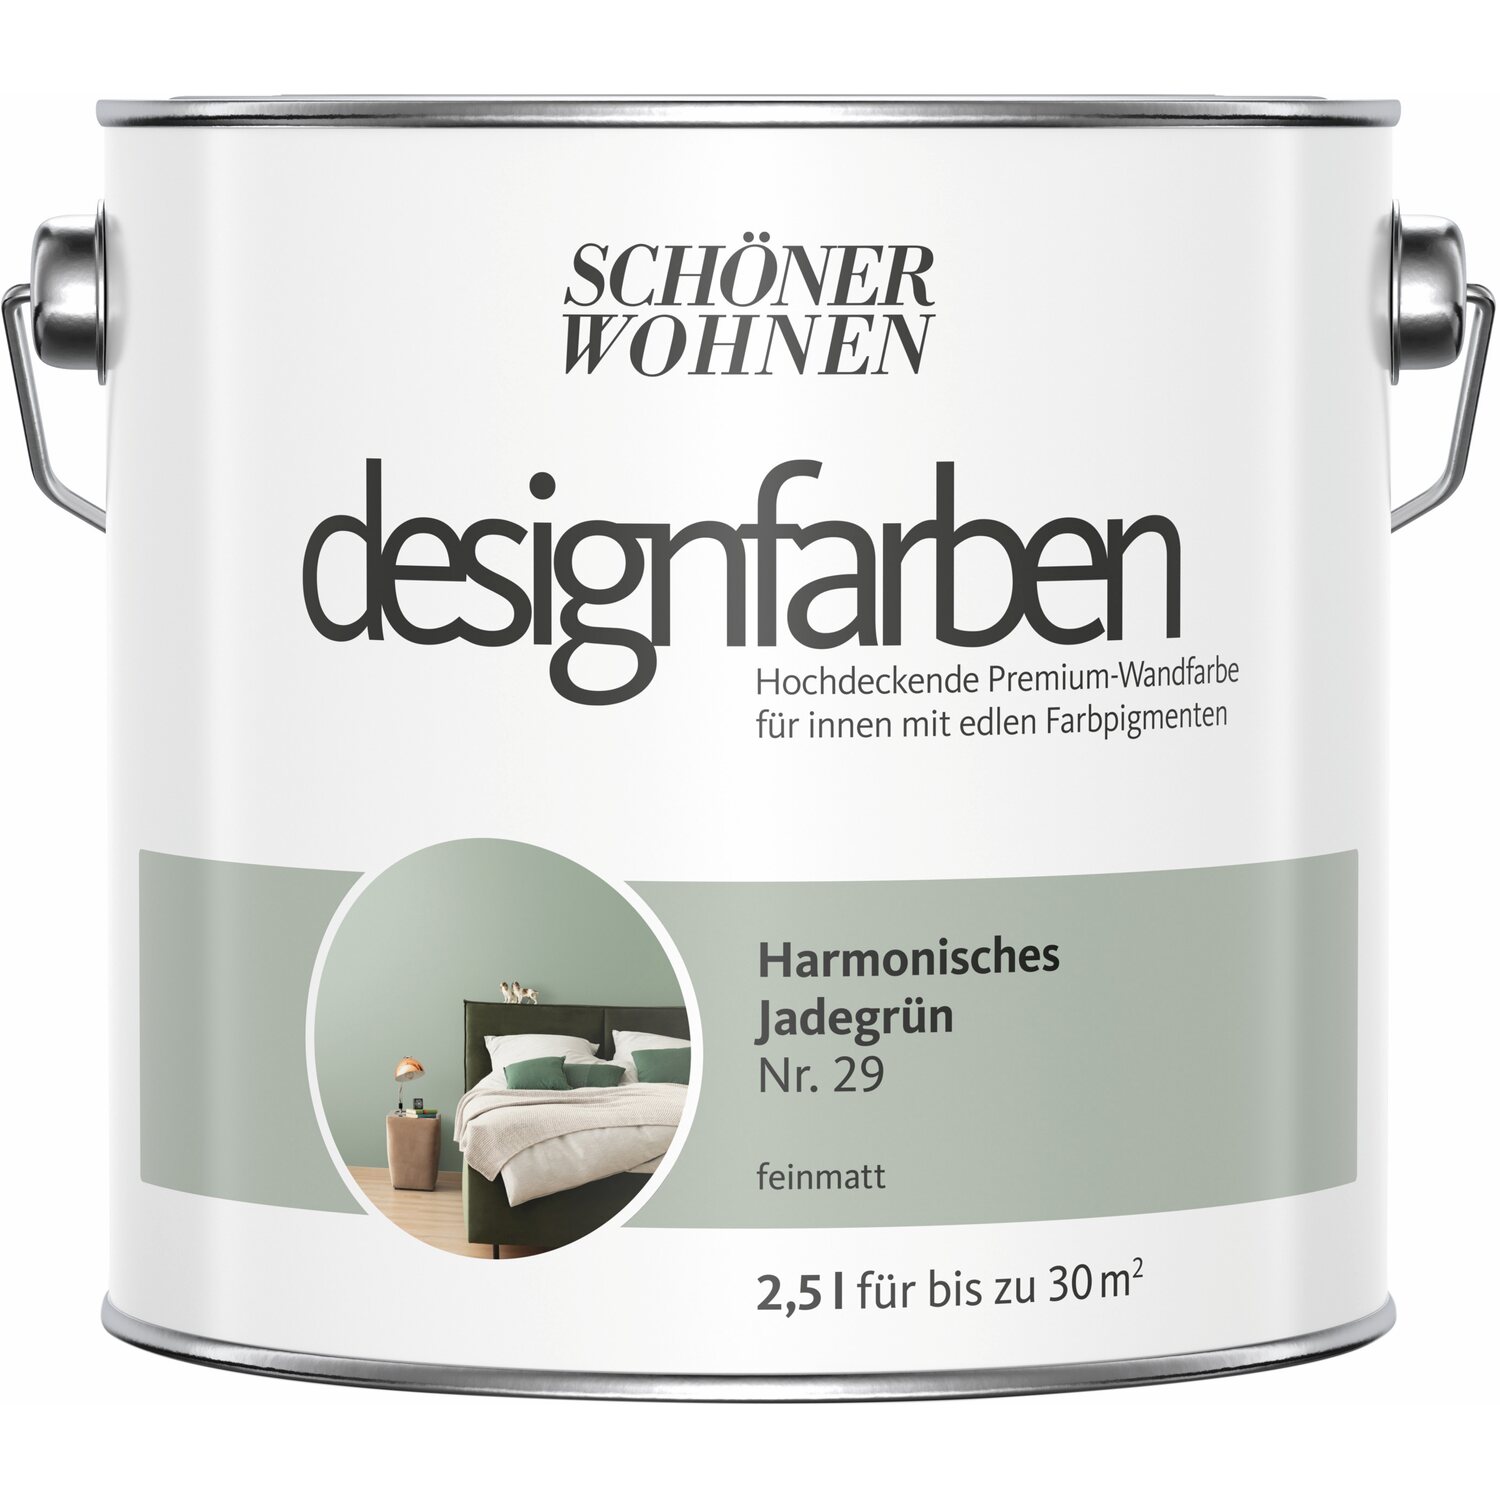 SCHÖNER
WOHNEN
designfarben
Hochdeckende Premium-Wandfarbe
für innen mit edlen Farbpigmenten
Harmonisches
Jadegrün
Nr. 29
feinmatt
2,5 l für bis zu 30 m²